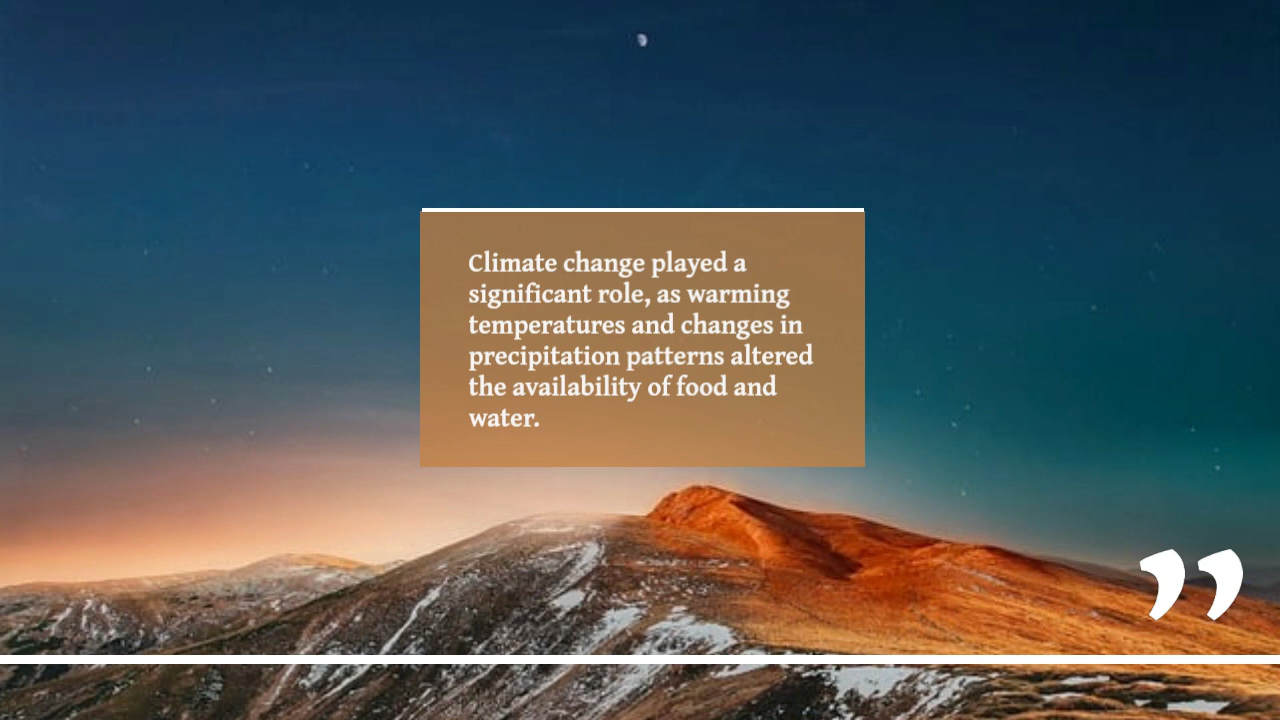 Climate change played a
significant role, as warming
temperatures and changes in
precipitation patterns altered
the availability of food and
water.
”